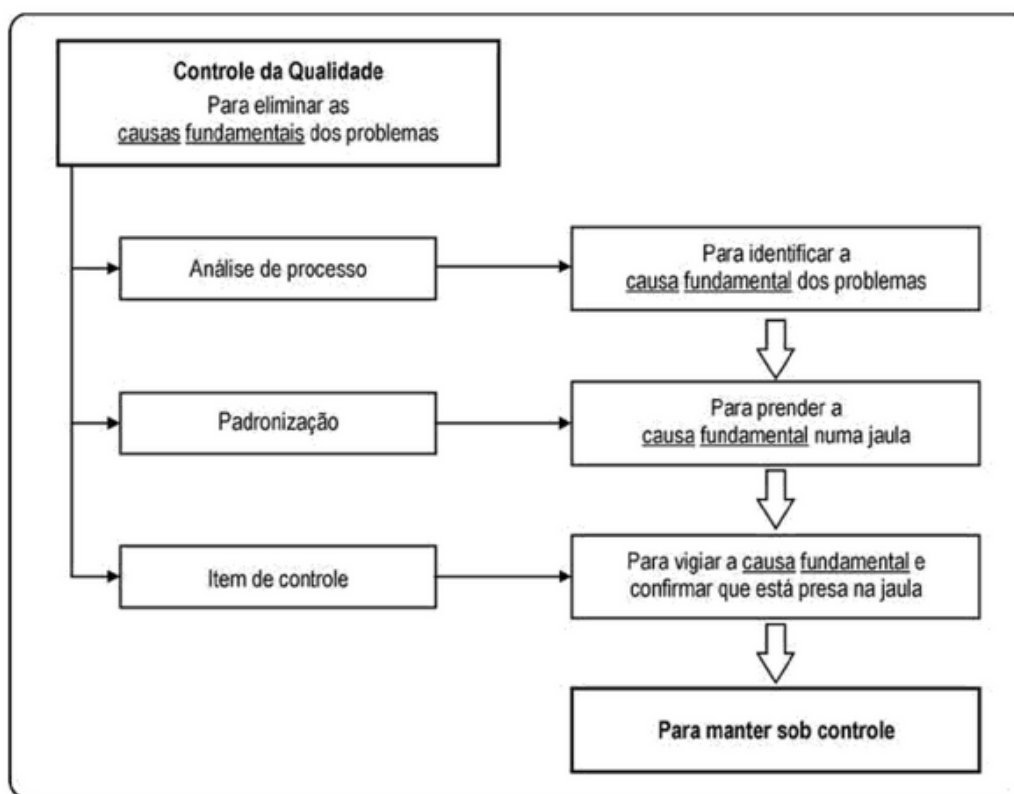 Controle da Qualidade
Para eliminar as
causas fundamentais dos problemas
Análise de processo
Para identificar a
causa fundamental dos problemas
Padronização
Para prender a
causa fundamental numa jaula
Item de controle
Para vigiar a causa fundamental e
confirmar que está presa na jaula
Para manter sob controle